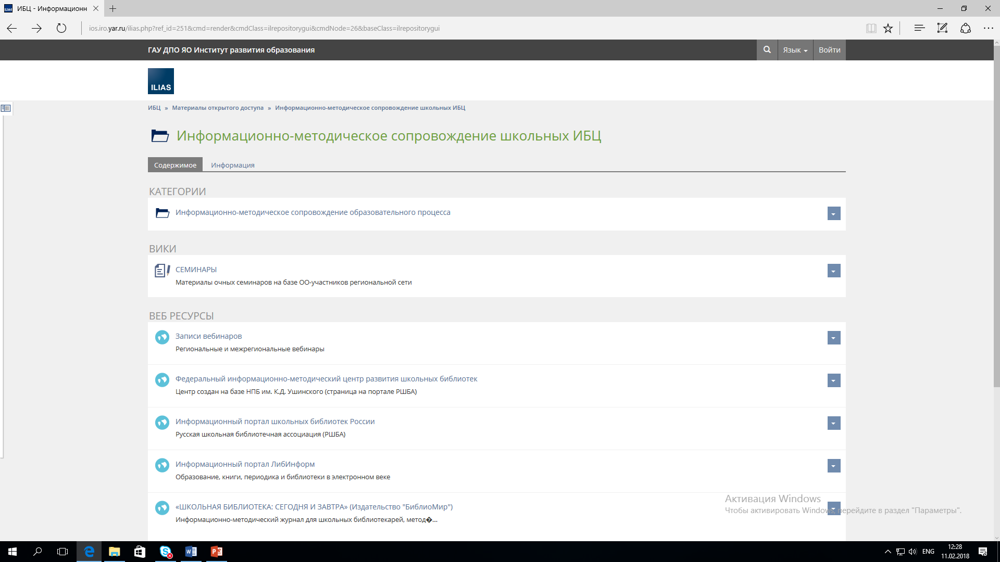 ИБЦ - Информационн
ios.iro.yar.ru/ilias.php?ref_id=251&cmd=render&cmdClass=ilrepositorygui&cmdNode=26&baseClass=ilrepositorygui
ГАУ ДПО ЯО Институт развития образования
Язык
Войти
ILIAS
ИБЦ » Материалы открытого доступа » Информационно-методическое сопровождение школьных ИБЦ
Информационно-методическое сопровождение школьных ИБЦ
Содержимое
Информация
КАТЕГОРИИ
Информационно-методическое сопровождение образовательного процесса
ВИКИ
СЕМИНАРЫ
Материалы очных семинаров на базе ОО-участников региональной сети
ВЕБ РЕСУРСЫ
Записи вебинаров
Региональные и межрегиональные вебинары
Федеральный информационно-методический центр развития школьных библиотек
Центр создан на базе НПБ им. К.Д. Ушинского (страница на портале РШБА)
Информационный портал школьных библиотек России
Русская школьная библиотечная ассоциация (РШБА)
Информационный портал ЛибИнформ
Образование, книги, периодика и библиотеки в электронном веке
«ШКОЛЬНАЯ БИБЛИОТЕКА: СЕГОДНЯ И ЗАВТРА» (Издательство "БиблиоМир")
Информационно-методический журнал для школьных библиотекарей, метод�...
Активация Windows
Чтобы активировать Windows, перейдите в раздел "Параметры".
ENG
12:28
11.02.2018